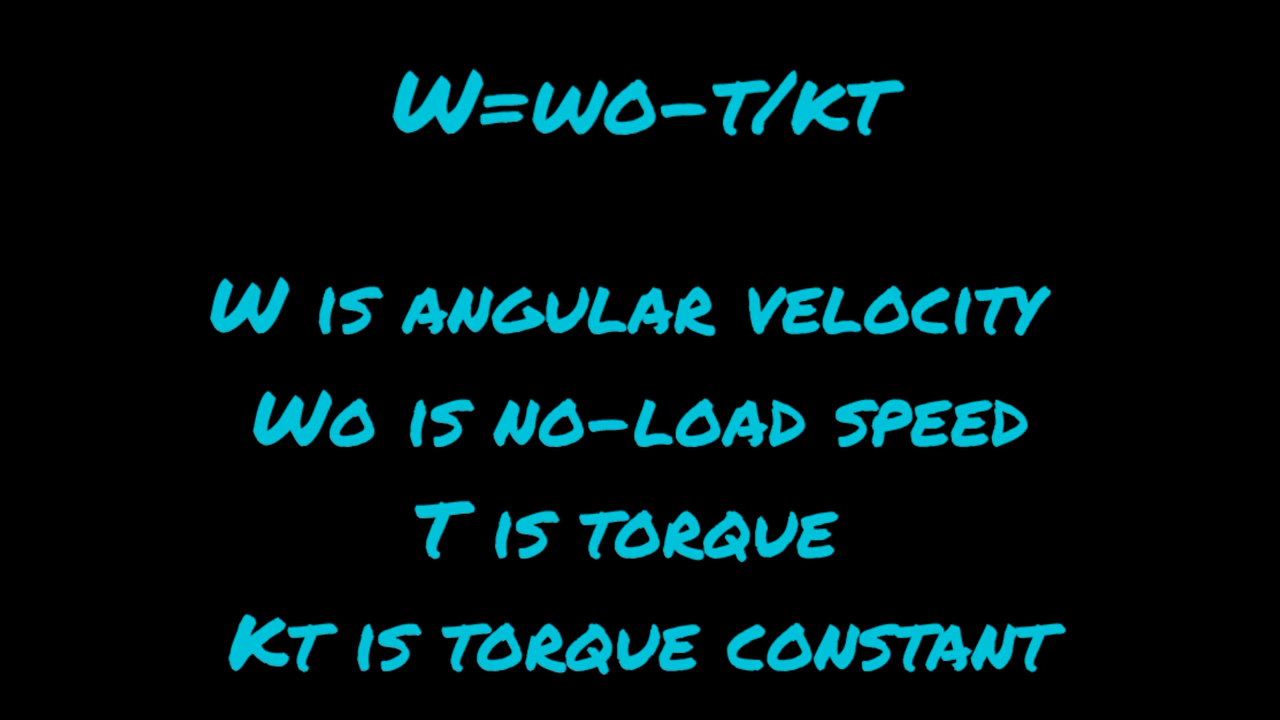 W=WO-T/KT
W IS ANGULAR VELOCITY
WO IS NO-LOAD SPEED
T IS TORQUE
KT IS TORQUE CONSTANT